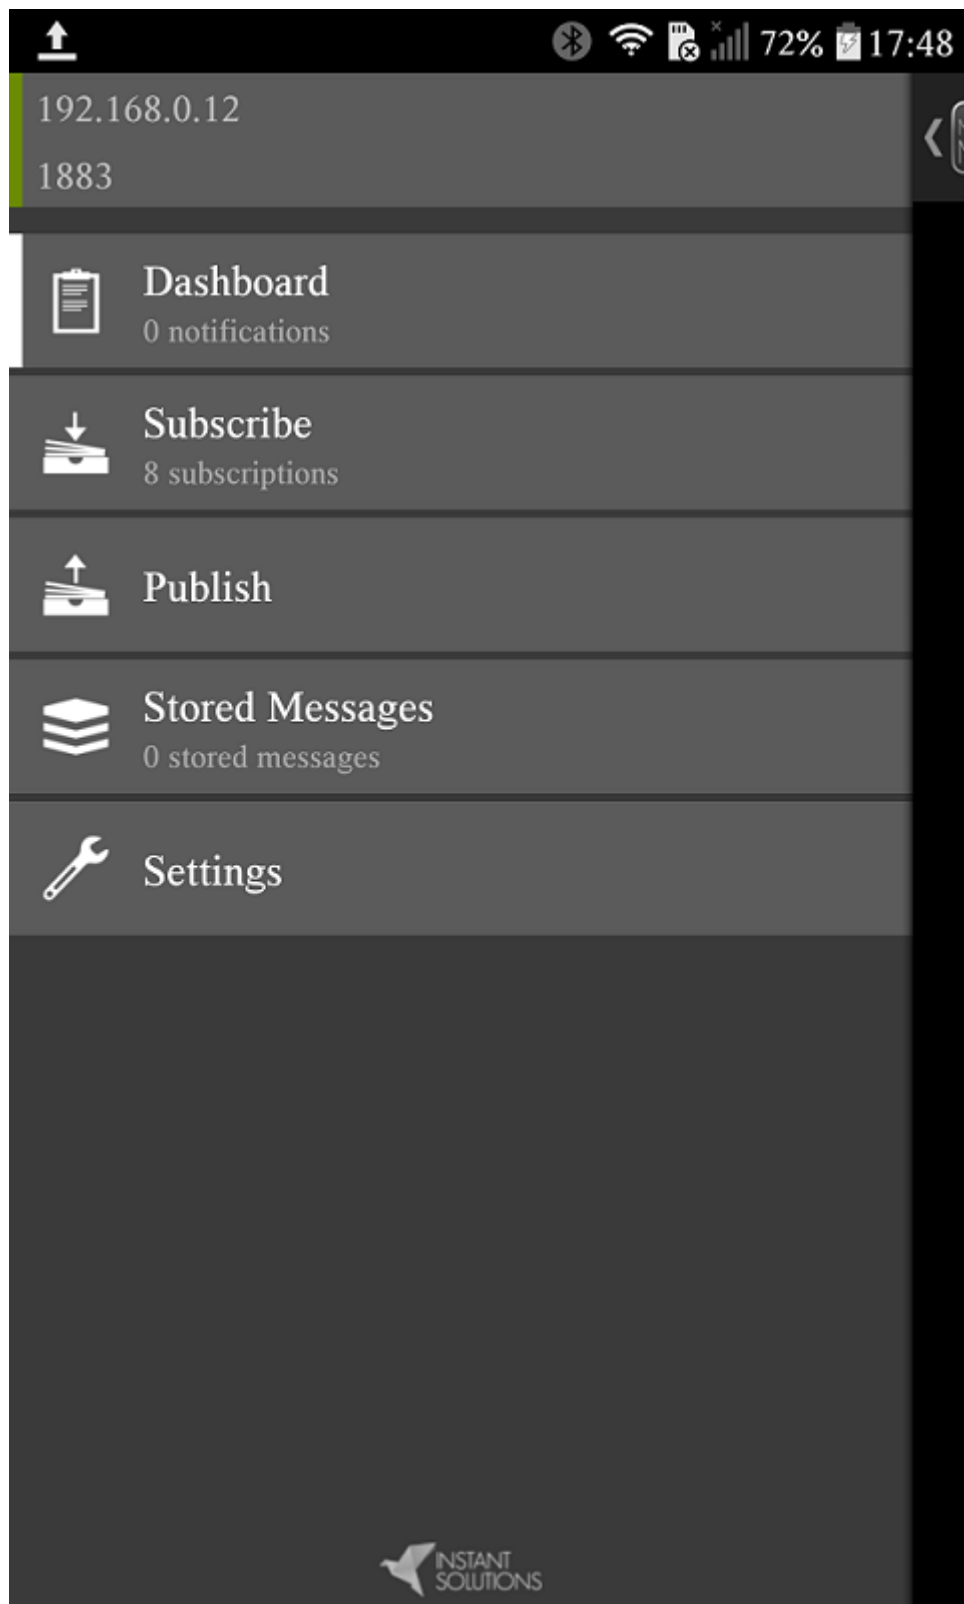 72% 17:48
192.168.0.12
1883
Dashboard
0 notifications
Subscribe
8 subscriptions
Publish
Stored Messages
0 stored messages
Settings
INSTANT
SOLUTIONS